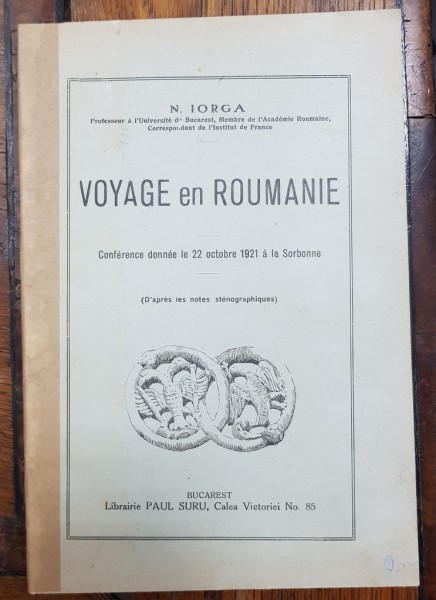 N. IORGA
Professeur à l'Université de Bucarest, Membre de l'Académie Roumaine,
Correspondant de l'Institut de France
VOYAGE en ROUMANIE
Conférence donnée le 22 octobre 1921 à la Sorbonne
(D'après les notes sténographiques)
BUCAREST
Librairie PAUL SURU, Calea Victoriei No. 85